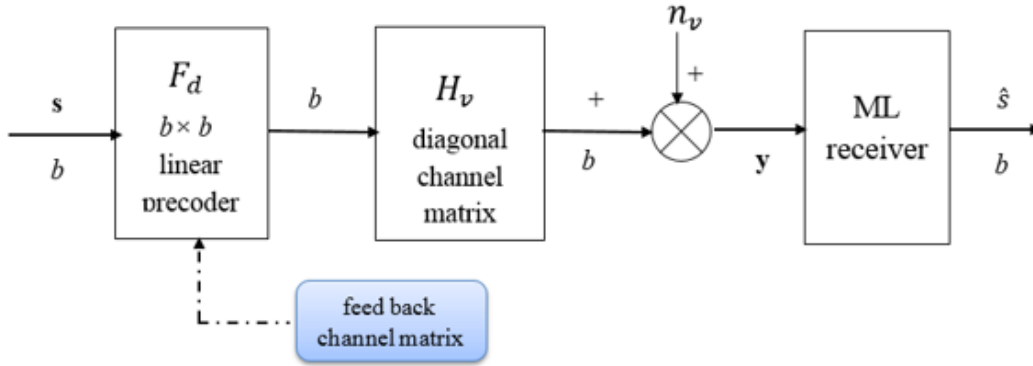 s
b
F_d
b × b
linear
precoder
b
H_v
diagonal
channel
matrix
+
b
n_v
+
y
ML
receiver
ŝ
b
feed back
channel matrix